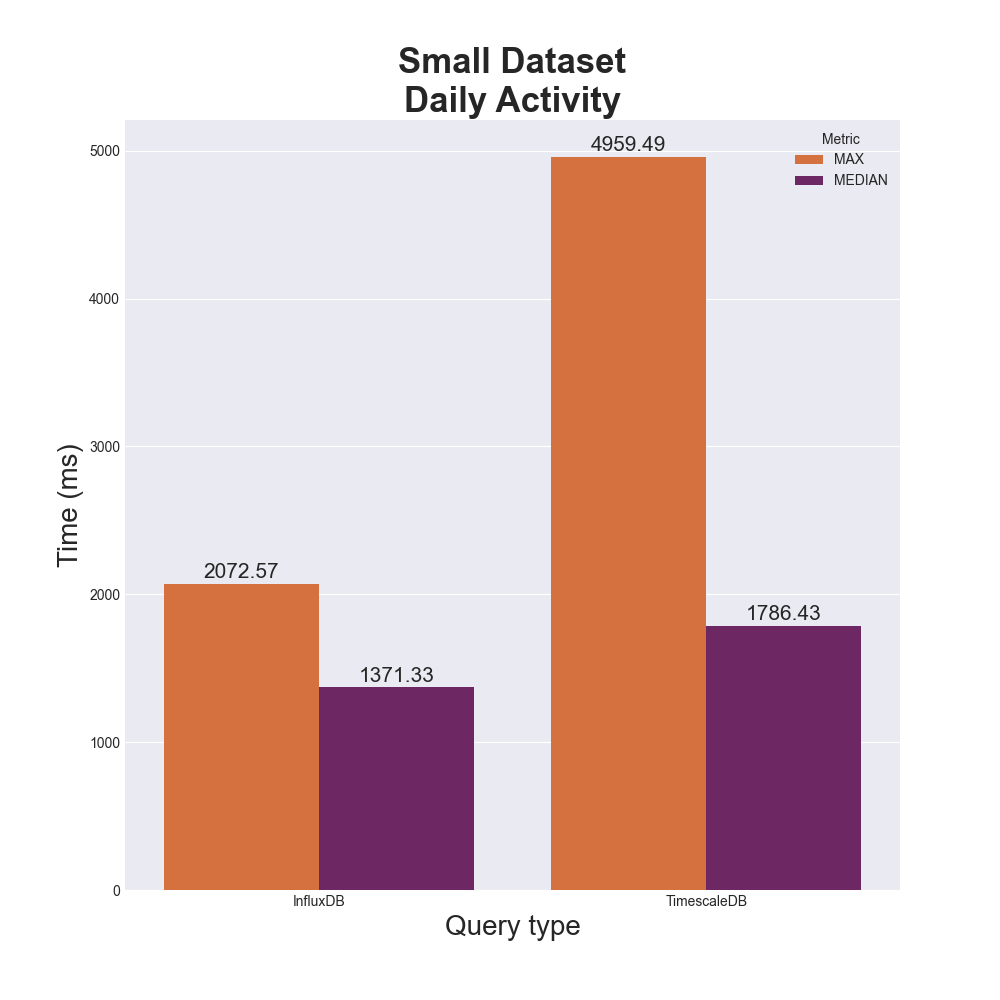 Small Dataset
Daily Activity
Metric
MAX
MEDIAN
5000
4000
3000
2000
1000
0
Time (ms)
2072.57
1371.33
4959.49
1786.43
InfluxDB
TimescaleDB
Query type